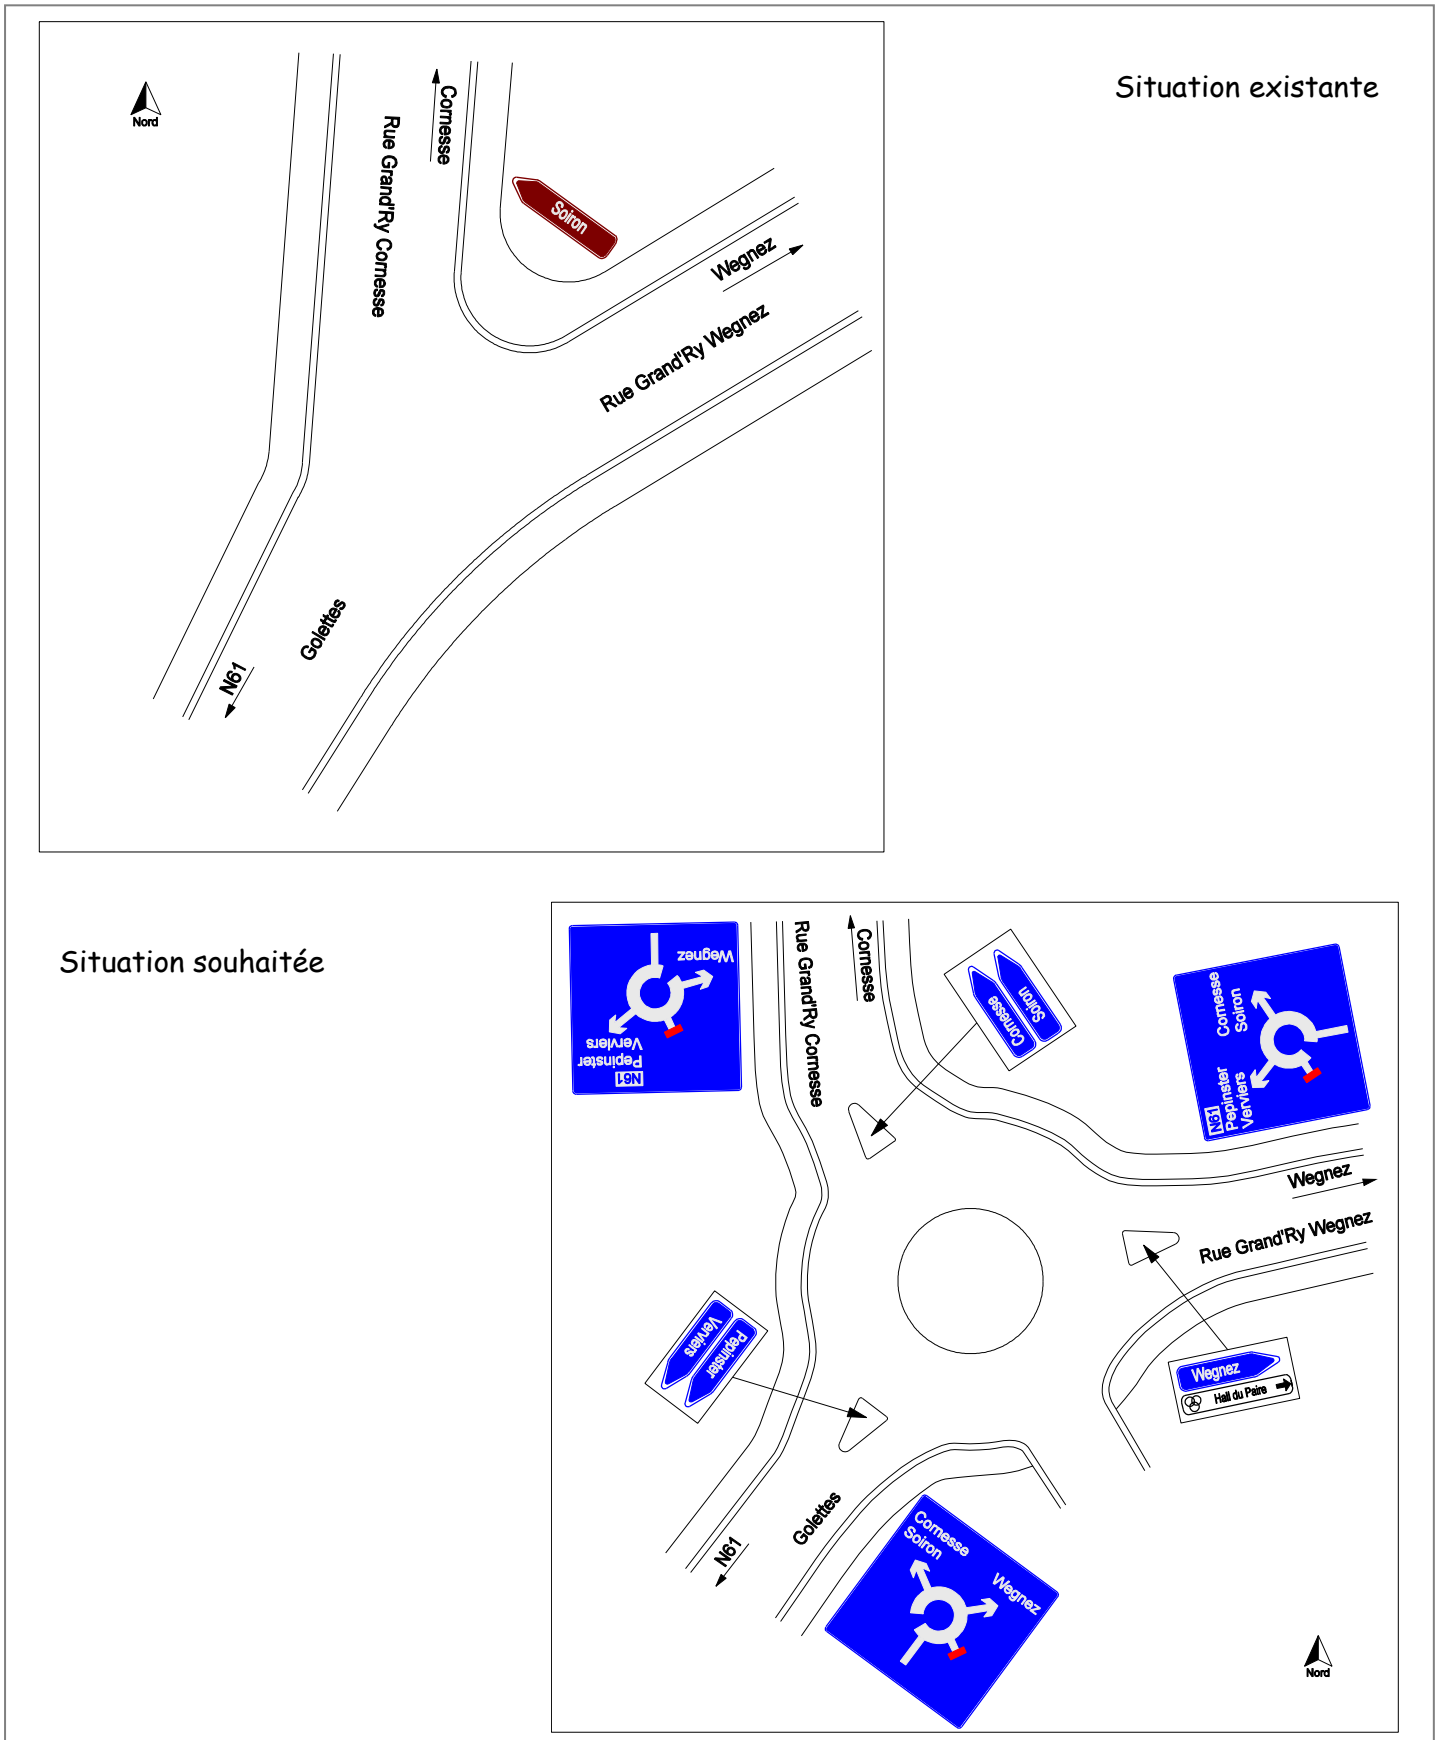 Situation existante
Nord
Cornesse
Rue Grand'Ry Cornesse
Soiron
Wegnez
Rue Grand'Ry Wegnez
Golettes
N61
Situation souhaitée
Wegnez
Verviers
Pepinster
N61
Rue Grand'Ry Cornesse
Cornesse
Cornesse
Soiron
Cornesse
Soiron
N61
Pepinster
Verviers
Wegnez
Rue Grand'Ry Wegnez
Verviers
Pepinster
Wegnez
Hall du Paire
Golettes
N61
Cornesse
Soiron
Wegnez
Nord